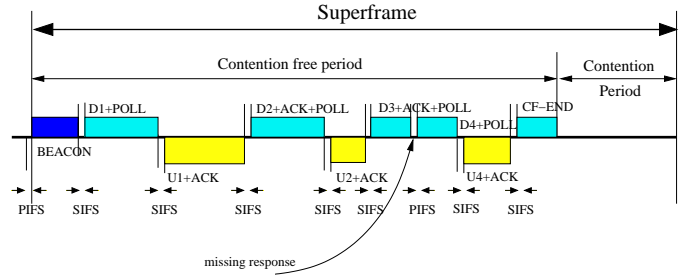 Superframe
Contention free period
Contention
Period
D1+POLL
D2+ACK+POLL
D3+ACK+POLL
D4+POLL
CF-END
BEACON
U1+ACK
U2+ACK
U4+ACK
PIFS
SIFS
SIFS
SIFS
SIFS
SIFS
PIFS
SIFS
SIFS
missing response